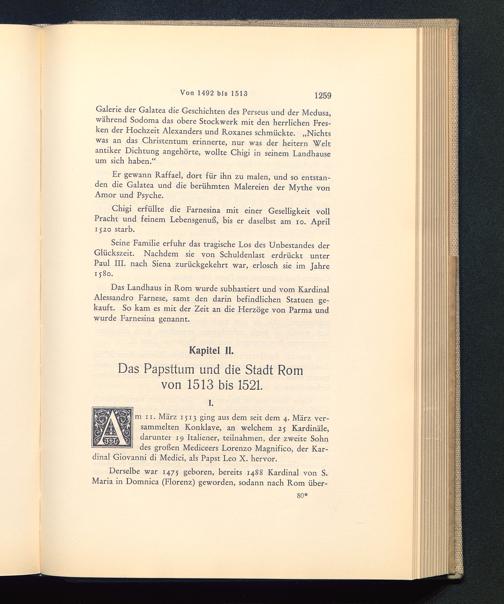 Von 1492 bis 1513 1259
Galerie der Galatea die Geschichten des Perseus und der Medusa,
während Sodoma das obere Stockwerk mit den herrlichen Fres-
ken der Hochzeit Alexanders und Roxanes schmückte. „Nichts
was an das Christentum erinnerte, nur was der heitern Welt
antiker Dichtung angehörte, wollte Chigi in seinem Landhause
um sich haben.“
Er gewann Raffael, dort für ihn zu malen, und so entstan-
den die Galatea und die berühmten Malereien der Mythe von
Amor und Psyche.
Chigi erfüllte die Farnesina mit einer Geselligkeit voll
Pracht und feinem Lebensgenuß, bis er daselbst am 10. April
1520 starb.
Seine Familie erfuhr das tragische Los des Unbestandes der
Glückszeit. Nachdem sie von Schuldenlast erdrückt unter
Paul III. nach Siena zurückgekehrt war, erlosch sie im Jahre
1580.
Das Landhaus in Rom wurde subhastiert und vom Kardinal
Alessandro Farnese, samt den darin befindlichen Statuen ge-
kauft. So kam es mit der Zeit an die Herzöge von Parma und
wurde Farnesina genannt.
Kapitel II.
Das Papsttum und die Stadt Rom
von 1513 bis 1521.
I.
Am 11. März 1513 ging aus dem seit dem 4. März ver-
sammelten Konklave, an welchem 25 Kardinäle,
darunter 19 Italiener, teilnahmen, der zweite Sohn
des großen Mediceers Lorenzo Magnifico, der Kar-
dinal Giovanni di Medici, als Papst Leo X. hervor.
Derselbe war 1475 geboren, bereits 1488 Kardinal von S.
Maria in Domnica (Florenz) geworden, sodann nach Rom über-
80*